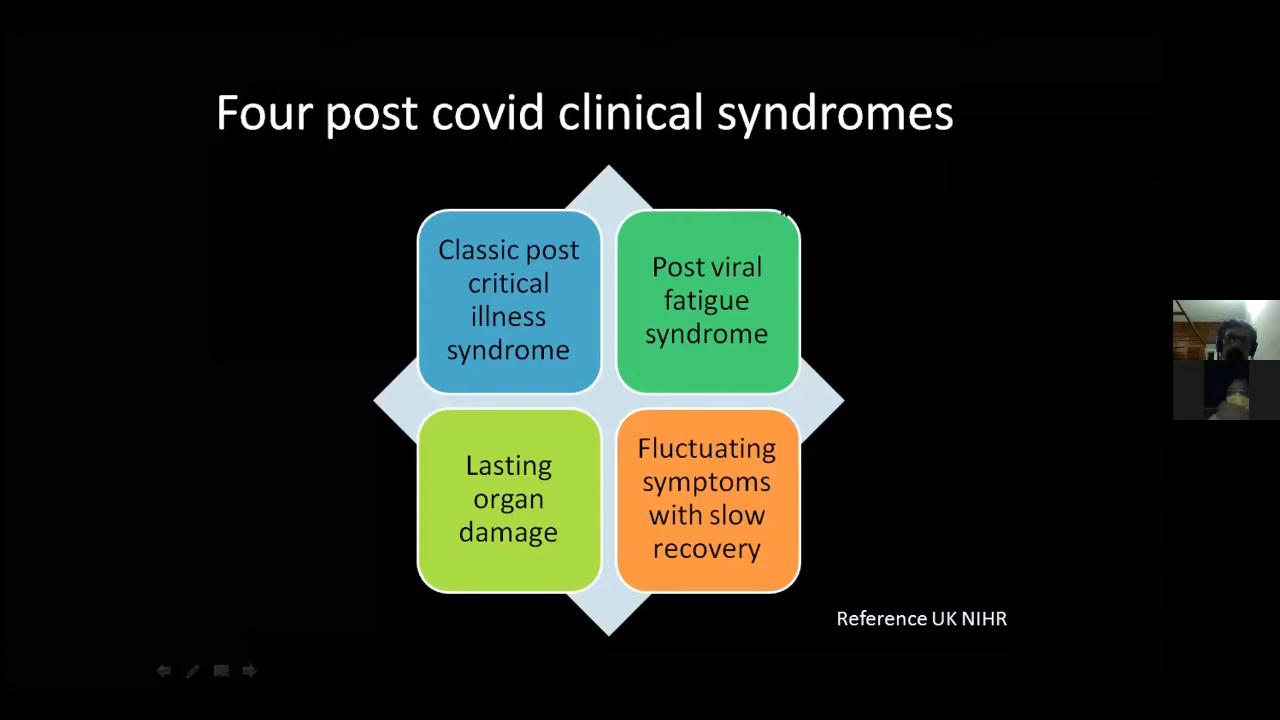 Four post covid clinical syndromes
Classic post
critical
illness
syndrome
Post viral
fatigue
syndrome
Lasting
organ
damage
Fluctuating
symptoms
with slow
recovery
Reference UK NIHR